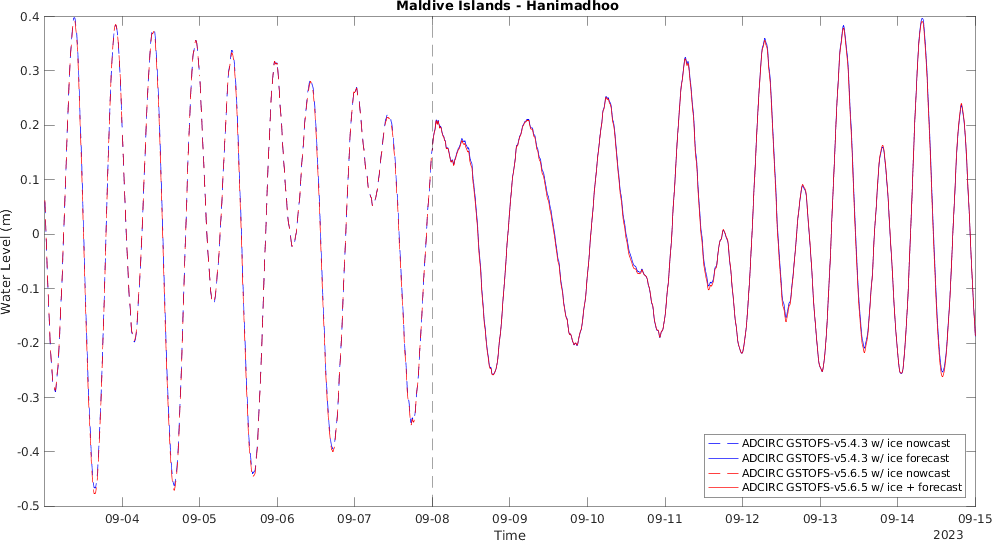 Maldive Islands - Hanimadhoo
0.4
0.3
0.2
0.1
0
-0.1
-0.2
-0.3
-0.4
-0.5
Water Level (m)
09-04 09-05 09-06 09-07 09-08 09-09 09-10 09-11 09-12 09-13 09-14 09-15
Time
2023
ADCIRC GSTOFS-v5.4.3 w/ ice nowcast
ADCIRC GSTOFS-v5.4.3 w/ ice forecast
ADCIRC GSTOFS-v5.6.5 w/ ice nowcast
ADCIRC GSTOFS-v5.6.5 w/ ice + forecast